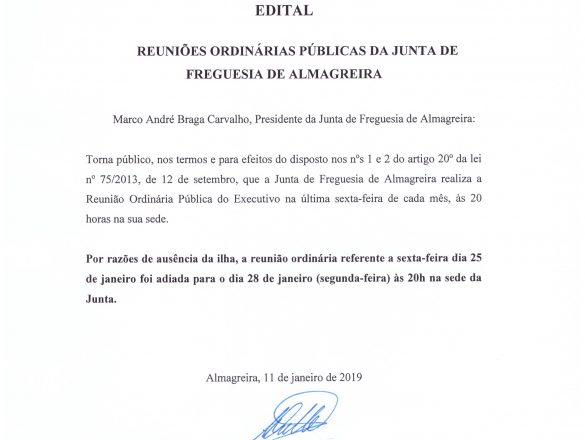 EDITAL
REUNIÕES ORDINÁRIAS PÚBLICAS DA JUNTA DE
FREGUESIA DE ALMAGREIRA
Marco André Braga Carvalho, Presidente da Junta de Freguesia de Almagreira:
Torna público, nos termos e para efeitos do disposto nos nºs 1 e 2 do artigo 20º da lei
nº 75/2013, de 12 de setembro, que a Junta de Freguesia de Almagreira realiza a
Reunião Ordinária Pública do Executivo na última sexta-feira de cada mês, às 20
horas na sua sede.
Por razões de ausência da ilha, a reunião ordinária referente a sexta-feira dia 25
de janeiro foi adiada para o dia 28 de janeiro (segunda-feira) às 20h na sede da
Junta.
Almagreira, 11 de janeiro de 2019